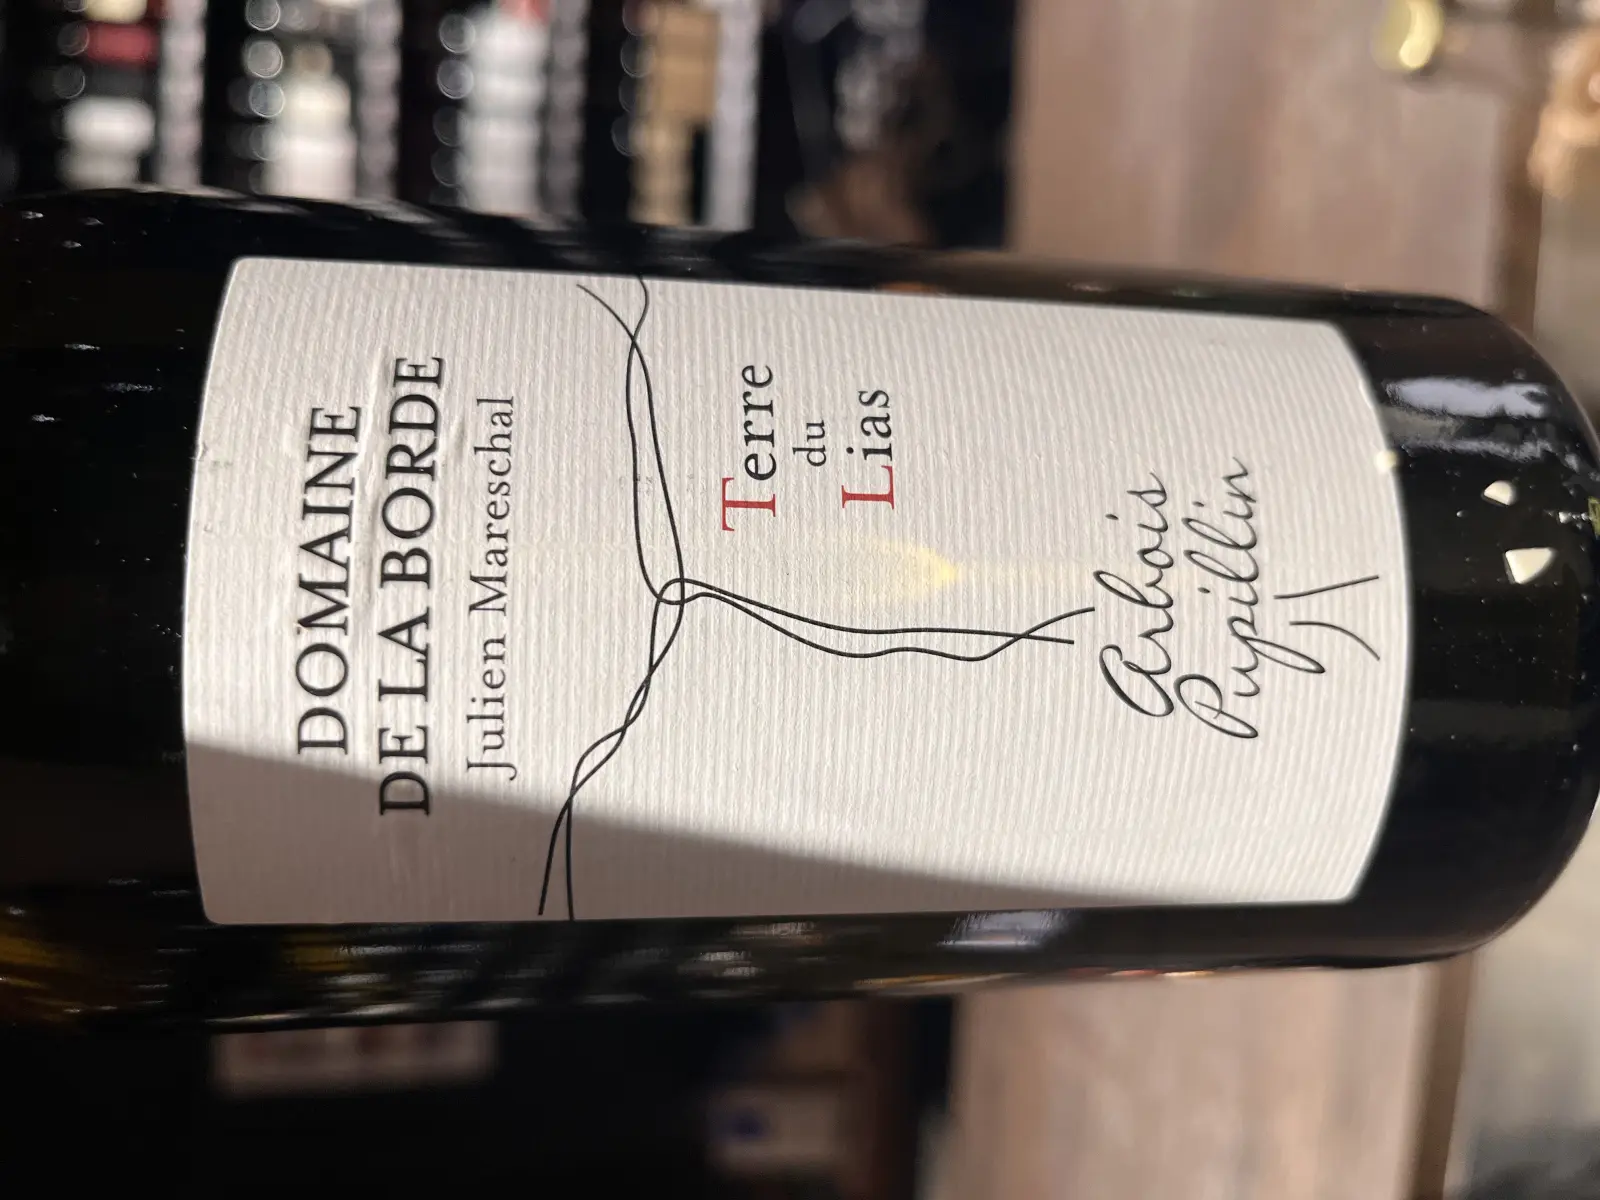 DOMAINE
DE LA BORDE
Julien Mareschal
Terre
du
Lias
Arbois
Pupillin